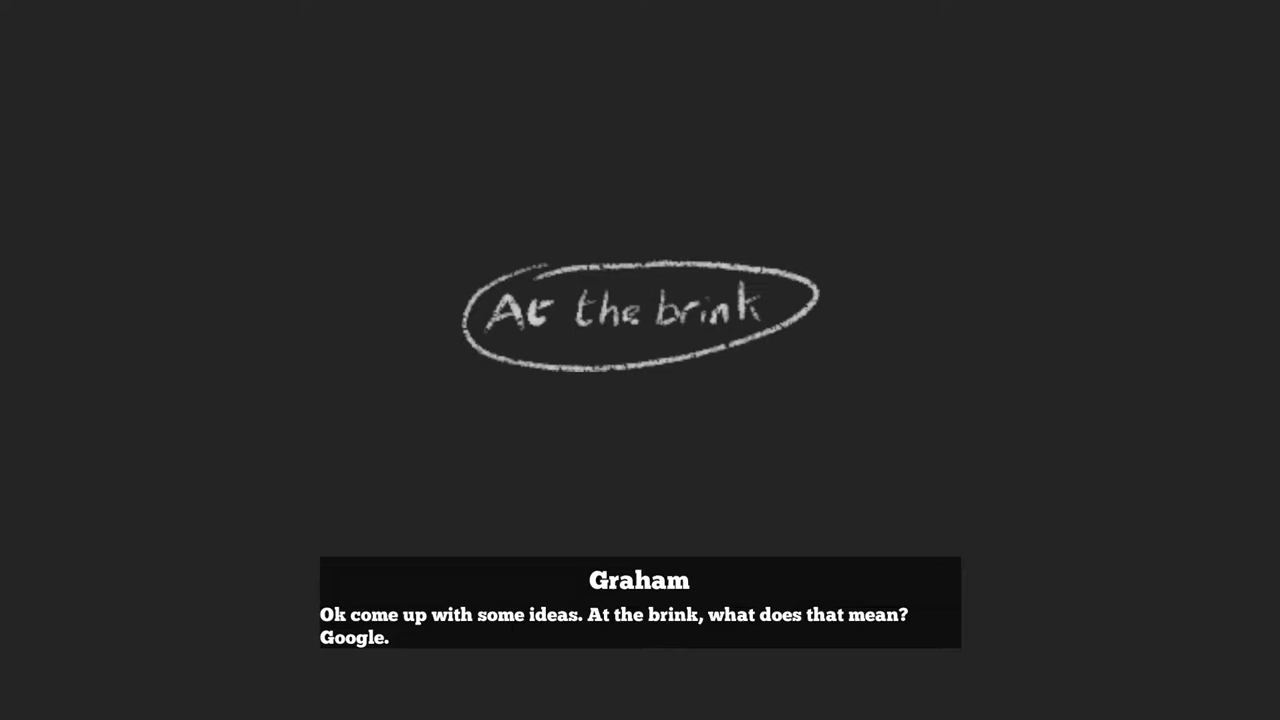 At the brink
Graham
Ok come up with some ideas. At the brink, what does that mean?
Google.